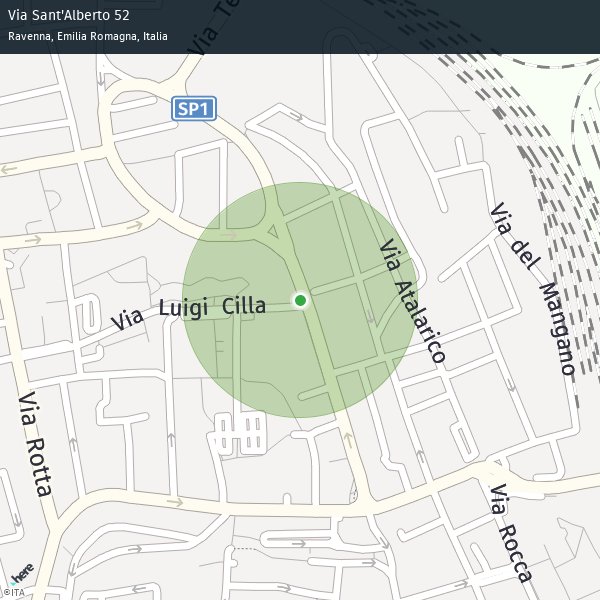 Via Sant'Alberto 52
Ravenna, Emilia Romagna, Italia
Via Te
SP1
Via del Mangano
Via Atalarico
Via Luigi Cilla
Via Rotta
Via Rocca
here
©ITA